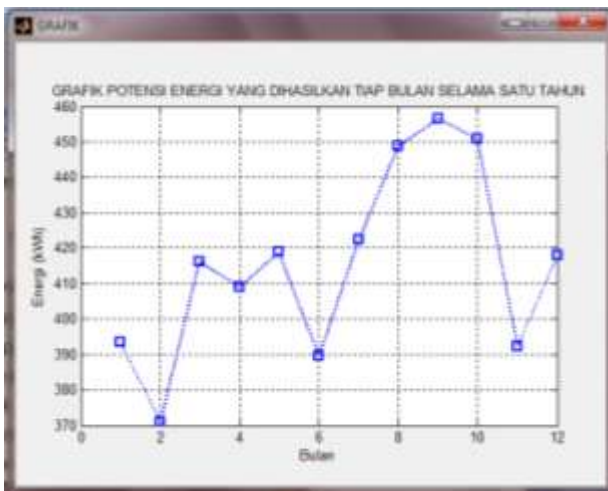 GRAFIK
GRAFIK POTENSI ENERGI YANG DIHASILKAN TIAP BULAN SELAMA SATU TAHUN
460
450
440
430
420
410
400
390
380
370
Energi (kWh)
0 2 4 6 8 10 12
Bulan